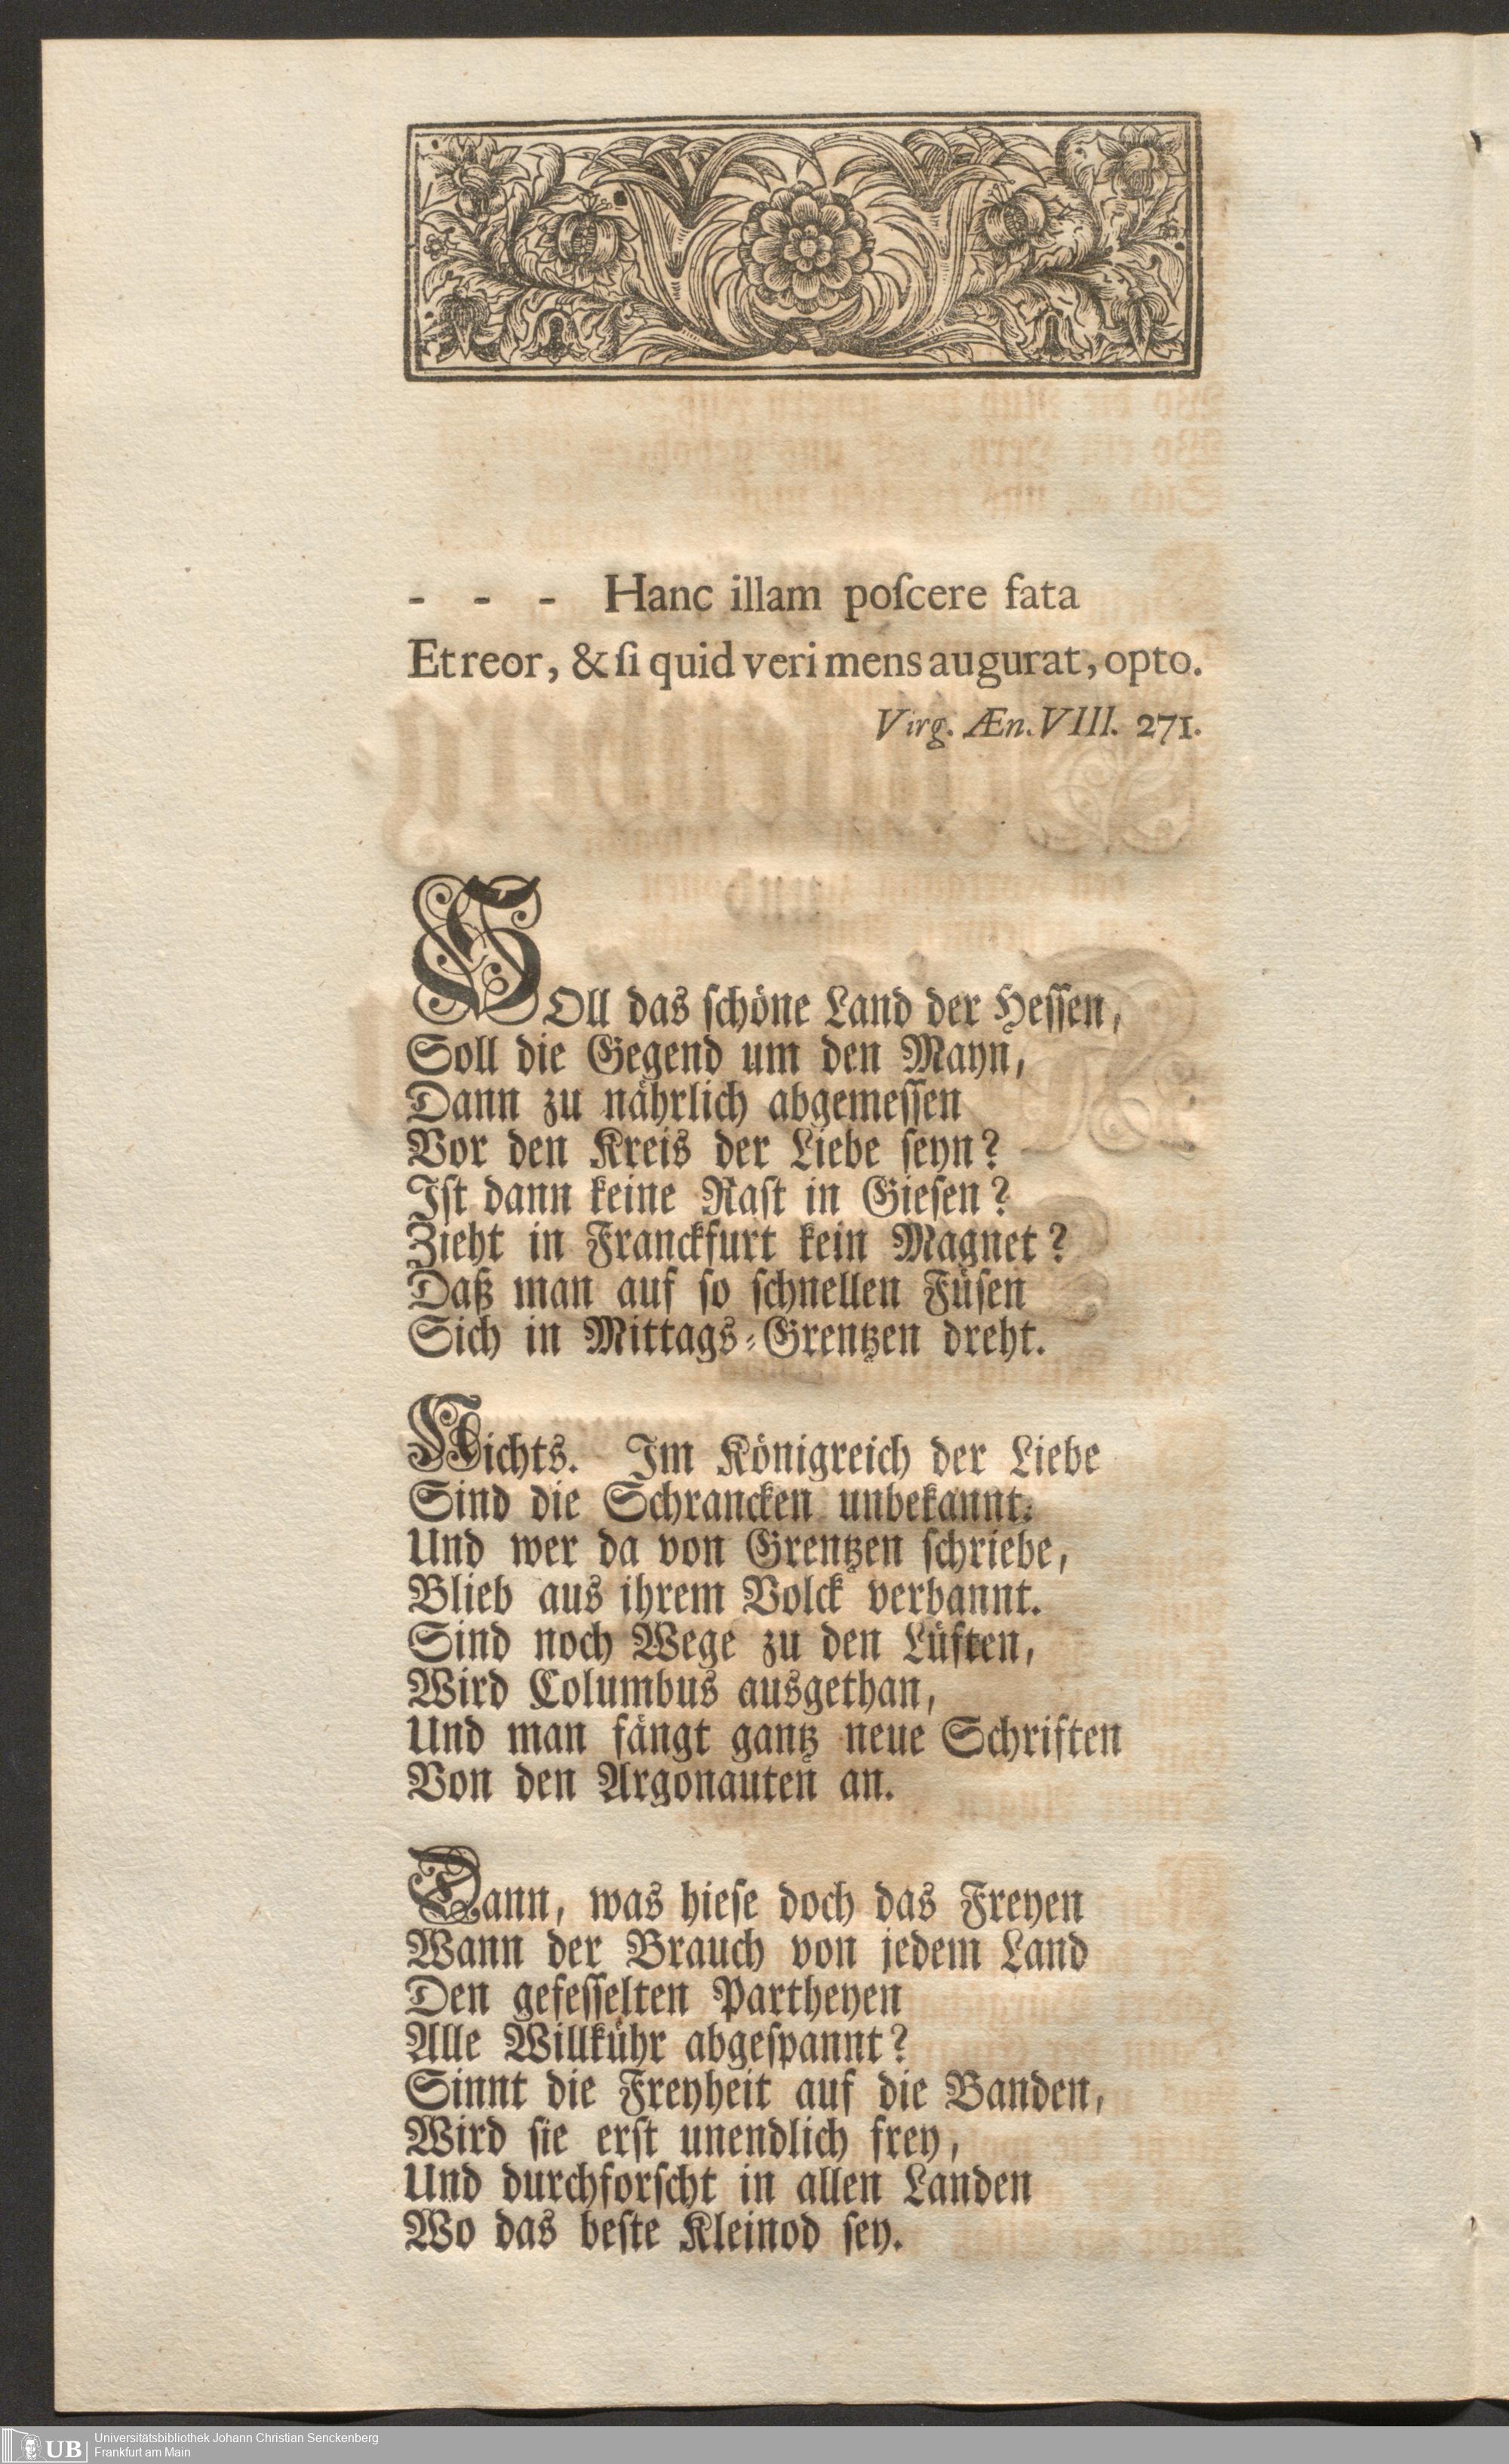 - - - Hanc illam poſcere fata
Et reor, & ſi quid veri mens augurat, opto.
Virg. Æn. VIII. 271.
SOll das ſchöne Land der Heſſen,
Soll die Gegend um den Mayn,
Dann zu nährlich abgemeſſen
Vor den Kreis der Liebe ſeyn?
Iſt dann keine Raſt in Gieſen?
Zieht in Franckfurt kein Magnet?
Daß man auf ſo ſchnellen Füſen
Sich in Mittags-Grentzen dreht.
Nichts. Im Königreich der Liebe
Sind die Schrancken unbekannt:
Und wer da von Grentzen ſchriebe,
Blieb aus ihrem Volck verbannt.
Sind noch Wege zu den Lüften,
Wird Columbus ausgethan,
Und man fängt gantz neue Schriften
Von den Argonauten an.
Dann, was hieſe doch das Freyen
Wann der Brauch von jedem Land
Den gefeſſelten Partheyen
Alle Willkühr abgeſpannt?
Sinnt die Freyheit auf die Banden,
Wird ſie erſt unendlich frey,
Und durchforſcht in allen Landen
Wo das beſte Kleinod ſey.
UB
Universitätsbibliothek Johann Christian Senckenberg
Frankfurt am Main